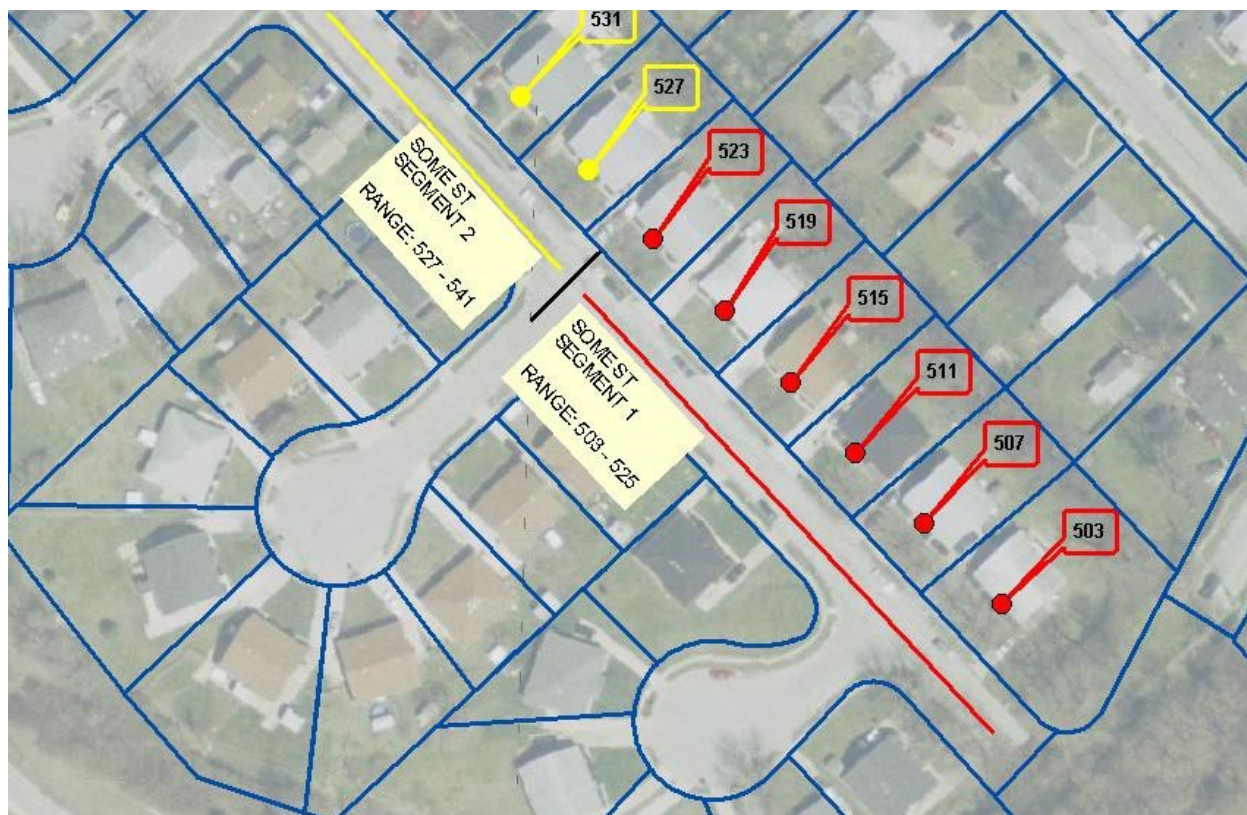 531
527
523
519
515
511
507
503
SOME ST
SEGMENT 2
RANGE: 527 - 541
SOME ST
SEGMENT 1
RANGE: 503 - 525